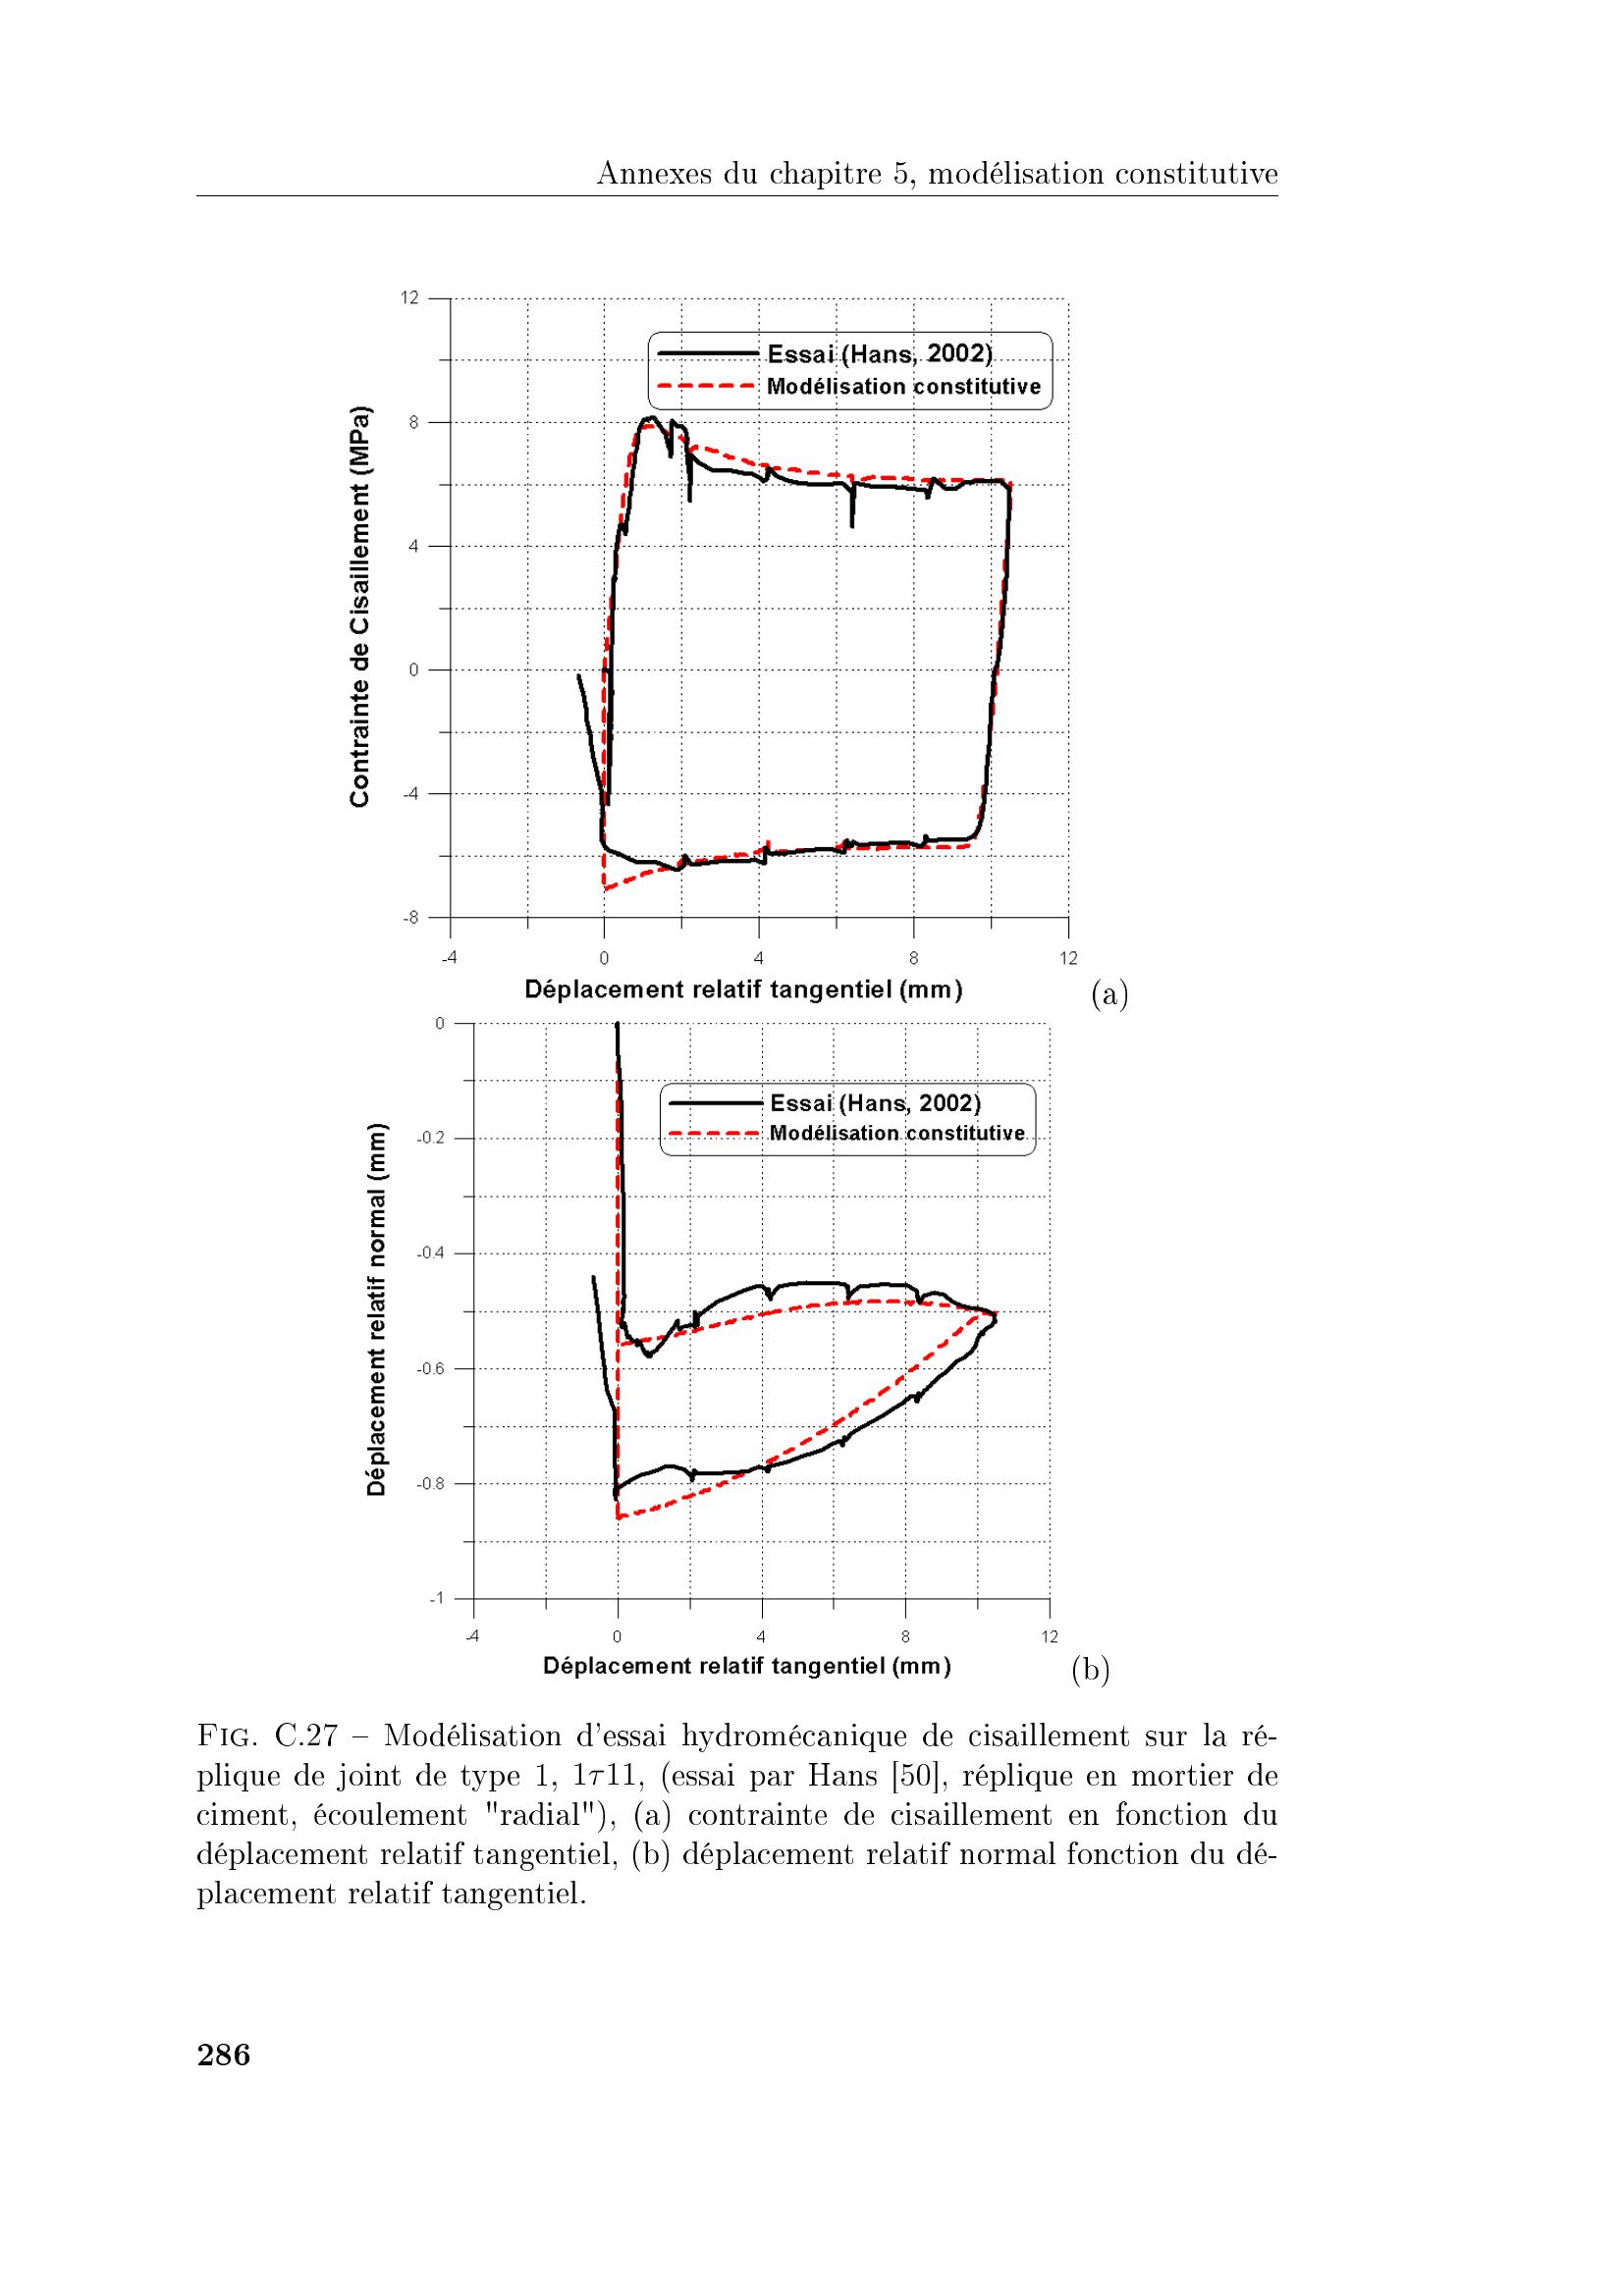 Annexes du chapitre 5, modélisation constitutive
12
8
4
0
-4
-8
Contrainte de Cisaillement (MPa)
Essai (Hans, 2002)
Modélisation constitutive
-4 0 4 8 12
Déplacement relatif tangentiel (mm)
(a)
0
-0.2
-0.4
-0.6
-0.8
-1
Déplacement relatif normal (mm)
Essai (Hans, 2002)
Modélisation constitutive
-4 0 4 8 12
Déplacement relatif tangentiel (mm)
(b)
FIG. C.27 – Modélisation d'essai hydromécanique de cisaillement sur la ré-
plique de joint de type 1, 1τ11, (essai par Hans [50], réplique en mortier de
ciment, écoulement "radial"), (a) contrainte de cisaillement en fonction du
déplacement relatif tangentiel, (b) déplacement relatif normal fonction du dé-
placement relatif tangentiel.
286